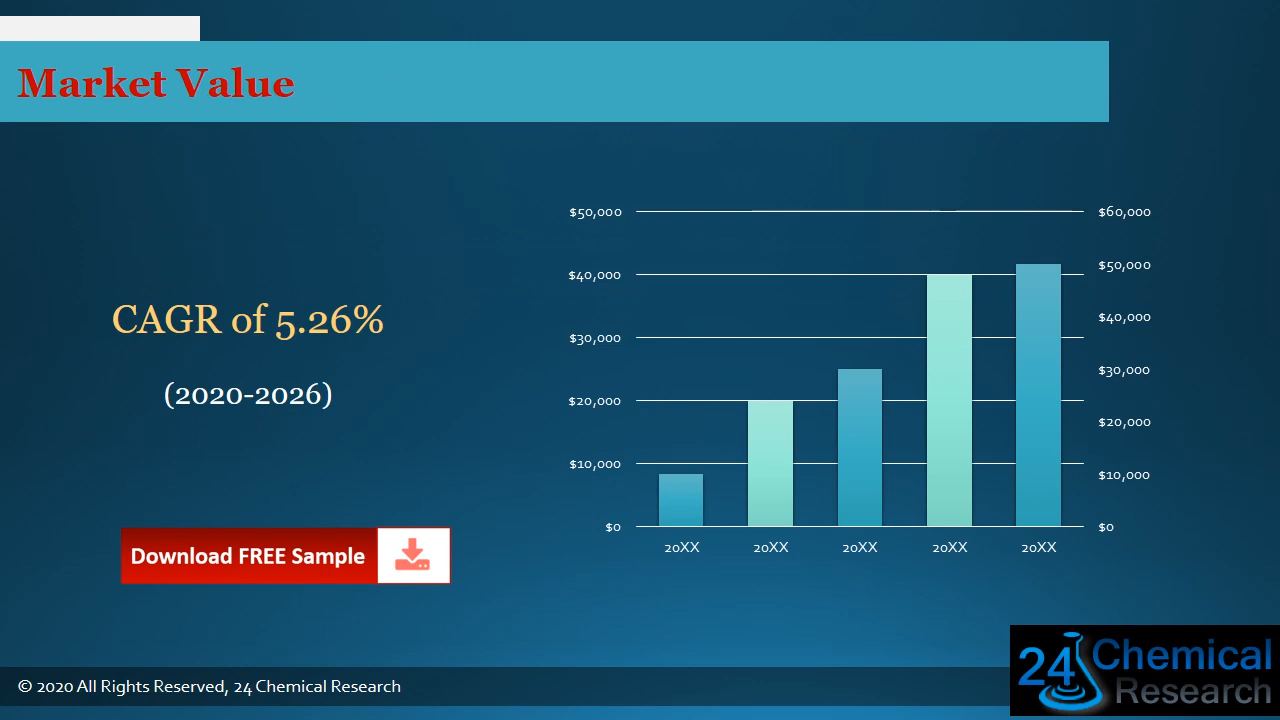 Market Value
CAGR of 5.26%
(2020-2026)
Download FREE Sample
$50,000
$40,000
$30,000
$20,000
$10,000
$0
$60,000
$50,000
$40,000
$30,000
$20,000
$10,000
$0
20XX 20XX 20XX 20XX 20XX
© 2020 All Rights Reserved, 24 Chemical Research
24 Chemical
Research